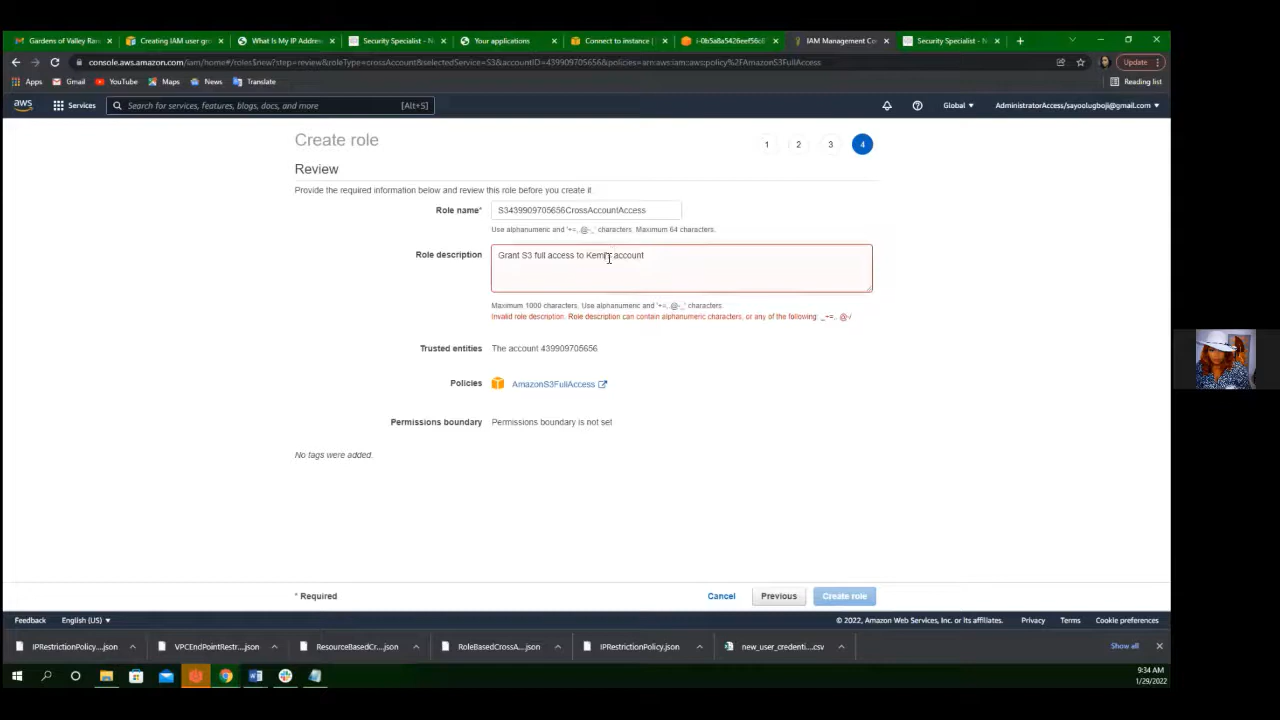 Gardens of Valley Ran
Creating IAM user gro
What Is My IP Address
Security Specialist - Ne
Your applications
Connect to instance |
i-0b5a8a5426eef56c8
IAM Management Co
Security Specialist - Ne
console.aws.amazon.com/iam/home#/roles$new?step=review&roleType=crossAccount&selectedService=S3&accountID=439909705656&policies=arn:aws:iam::aws:policy%2FAmazonS3FullAccess
Update
Apps
Gmail
YouTube
Maps
News
Translate
Reading list
aws
Services
Search for services, features, blogs, docs, and more
[Alt+S]
Global
AdministratorAccess/sayoolugboji@gmail.com
Create role
1
2
3
4
Review
Provide the required information below and review this role before you create it.
Role name*
S3439909705656CrossAccountAccess
Use alphanumeric and '+=,.@-_' characters. Maximum 64 characters.
Role description
Grant S3 full access to account
Maximum 1000 characters. Use alphanumeric and '+=,.@-_' characters.
Invalid role description. Role description can contain alphanumeric characters, or any of the following: _+=,.@-/
Trusted entities
The account 439909705656
Policies
AmazonS3FullAccess
Permissions boundary
Permissions boundary is not set
No tags were added.
* Required
Cancel
Previous
Create role
Feedback
English (US)
© 2022, Amazon Web Services, Inc. or its affiliates.
Privacy
Terms
Cookie preferences
IPRestrictionPolicy....json
VPCEndPointRestr....json
ResourceBasedCr....json
RoleBasedCrossA....json
IPRestrictionPolicy.json
new_user_credenti....csv
Show all
9:34 AM
1/29/2022